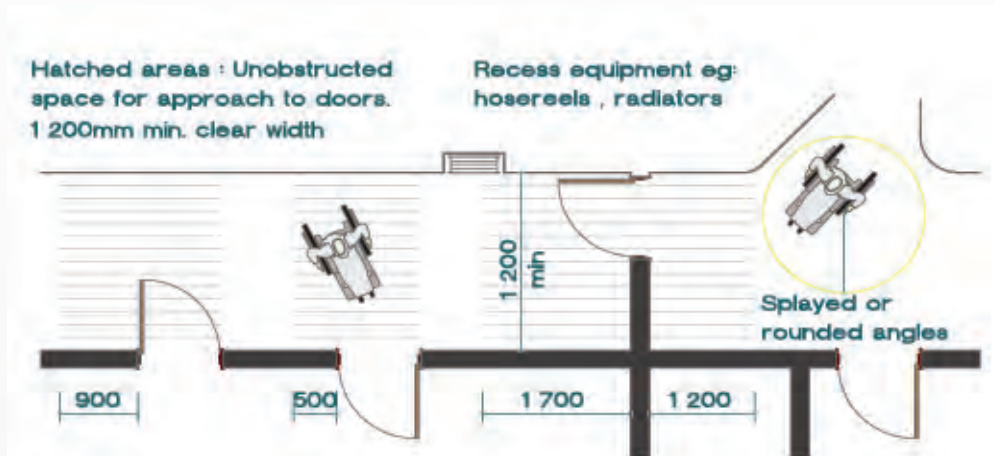 Hatched areas : Unobstructed
space for approach to doors.
1 200mm min. clear width
Recess equipment eg:
hosereels , radiators
1 200
min
Splayed or
rounded angles
900
500
1 700
1 200